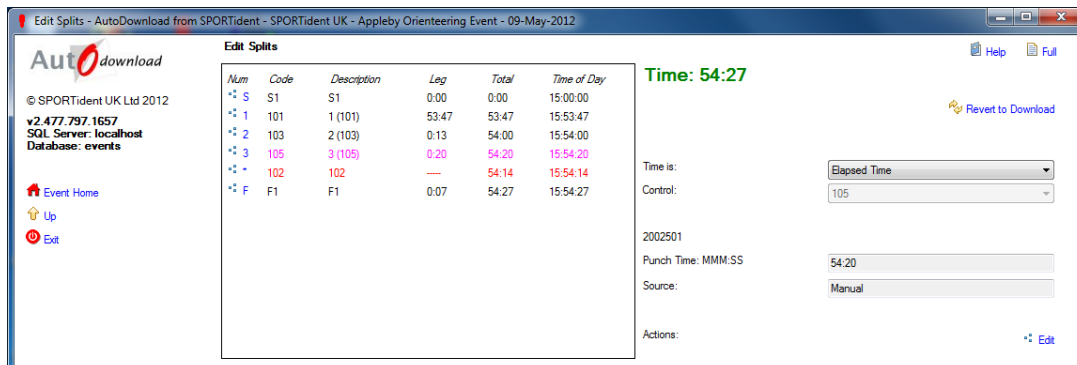 Edit Splits - AutoDownload from SPORTident - SPORTident UK - Appleby Orienteering Event - 09-May-2012
AutOdownload
© SPORTident UK Ltd 2012
v2.477.797.1657
SQL Server: localhost
Database: events
Event Home
Up
Exit
Edit Splits
Num Code Description Leg Total Time of Day
S S1 S1 0:00 0:00 15:00:00
1 101 1 (101) 53:47 53:47 15:53:47
2 103 2 (103) 0:13 54:00 15:54:00
3 105 3 (105) 0:20 54:20 15:54:20
* 102 102 ----- 54:14 15:54:14
F F1 F1 0:07 54:27 15:54:27
Time: 54:27
Help Full
Revert to Download
Time is: Elapsed Time
Control: 105
2002501
Punch Time: MMM:SS 54:20
Source: Manual
Actions: Edit